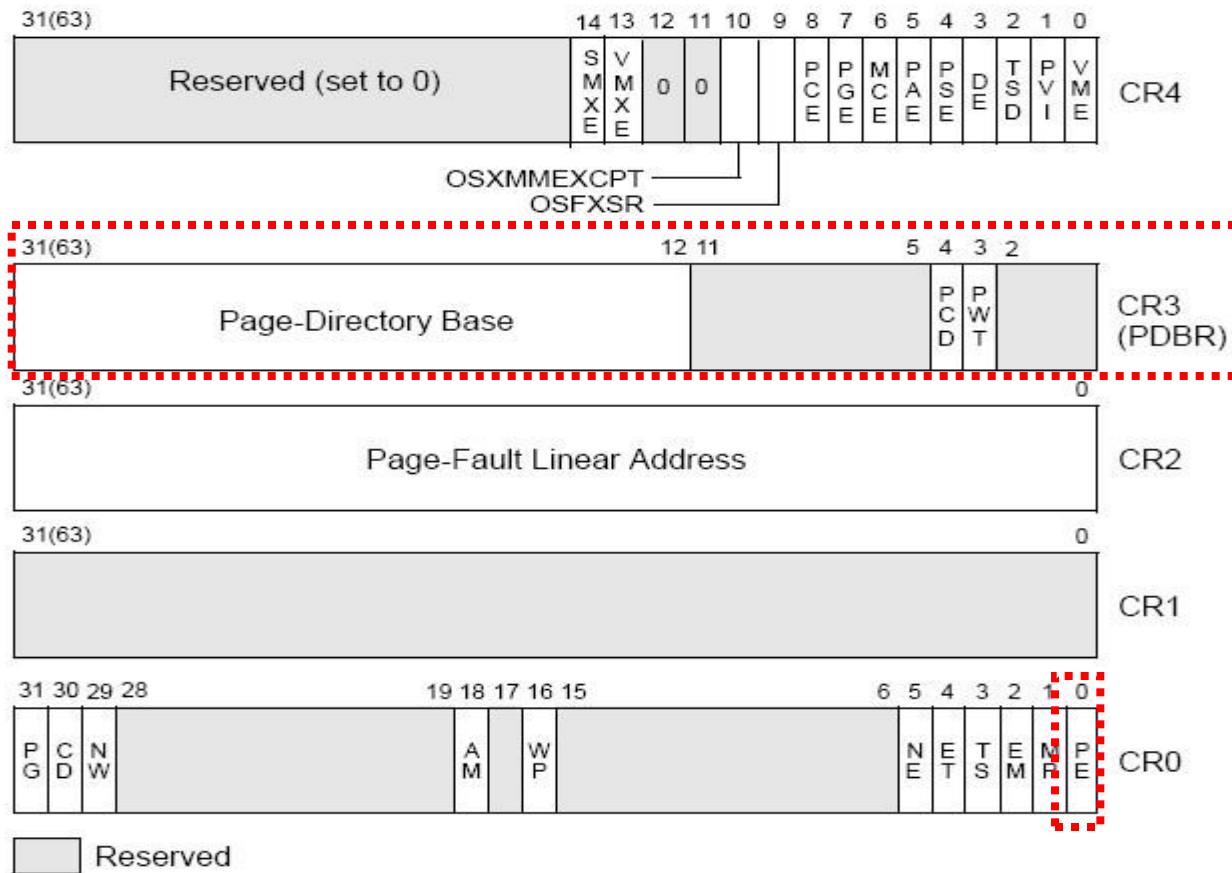 31(63) 14 13 12 11 10 9 8 7 6 5 4 3 2 1 0
Reserved (set to 0) SMXE VMXE 0 0 PCE PGE MCE PAE PSE DE TSD PVI VME CR4
OSXMMEXCPT
OSFXSR
31(63) 12 11 5 4 3 2
Page-Directory Base PCD PWT CR3
(PDBR)
31(63) 0
Page-Fault Linear Address CR2
31(63) 0
CR1
31 30 29 28 19 18 17 16 15 6 5 4 3 2 1 0
PG CD NW AM WP NE ET TS EM MP PE CR0
Reserved